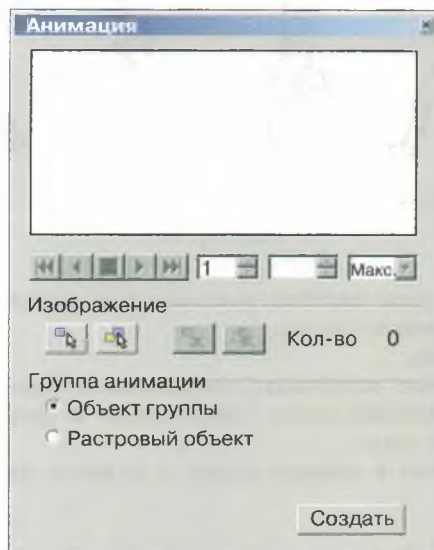 Анимация
1 Макс.
Изображение
Кол-во 0
Группа анимации
Объект группы
Растровый объект
Создать